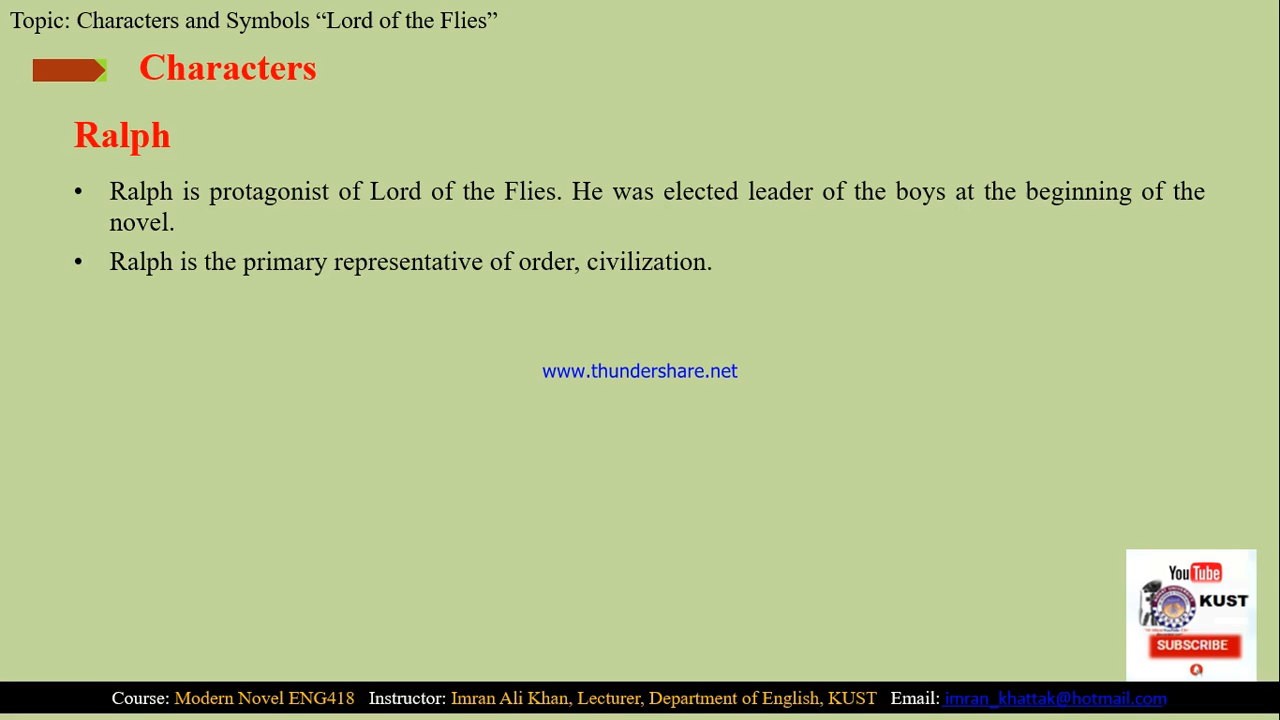 Topic: Characters and Symbols “Lord of the Flies”
Characters
Ralph
• Ralph is protagonist of Lord of the Flies. He was elected leader of the boys at the beginning of the
novel.
• Ralph is the primary representative of order, civilization.
www.thundershare.net
YouTube
KUST
SUBSCRIBE
Course: Modern Novel ENG418 Instructor: Imran Ali Khan, Lecturer, Department of English, KUST Email: imran_khattak@hotmail.com